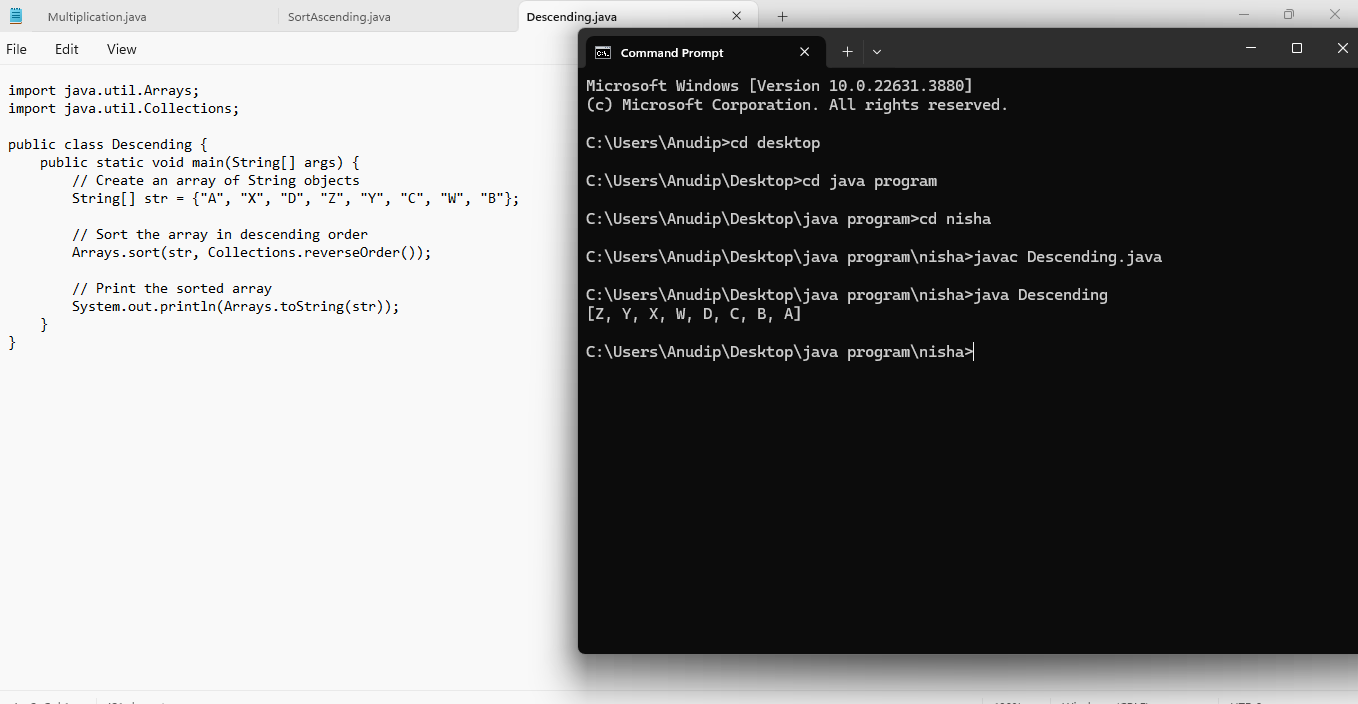 Multiplication.java SortAscending.java Descending.java
File Edit View
import java.util.Arrays;
import java.util.Collections;
public class Descending {
public static void main(String[] args) {
// Create an array of String objects
String[] str = {"A", "X", "D", "Z", "Y", "C", "W", "B"};
// Sort the array in descending order
Arrays.sort(str, Collections.reverseOrder());
// Print the sorted array
System.out.println(Arrays.toString(str));
}
}
Command Prompt
Microsoft Windows [Version 10.0.22631.3880]
(c) Microsoft Corporation. All rights reserved.
C:\Users\Anudip>cd desktop
C:\Users\Anudip\Desktop>cd java program
C:\Users\Anudip\Desktop\java program>cd nisha
C:\Users\Anudip\Desktop\java program\nisha>javac Descending.java
C:\Users\Anudip\Desktop\java program\nisha>java Descending
[Z, Y, X, W, D, C, B, A]
C:\Users\Anudip\Desktop\java program\nisha>